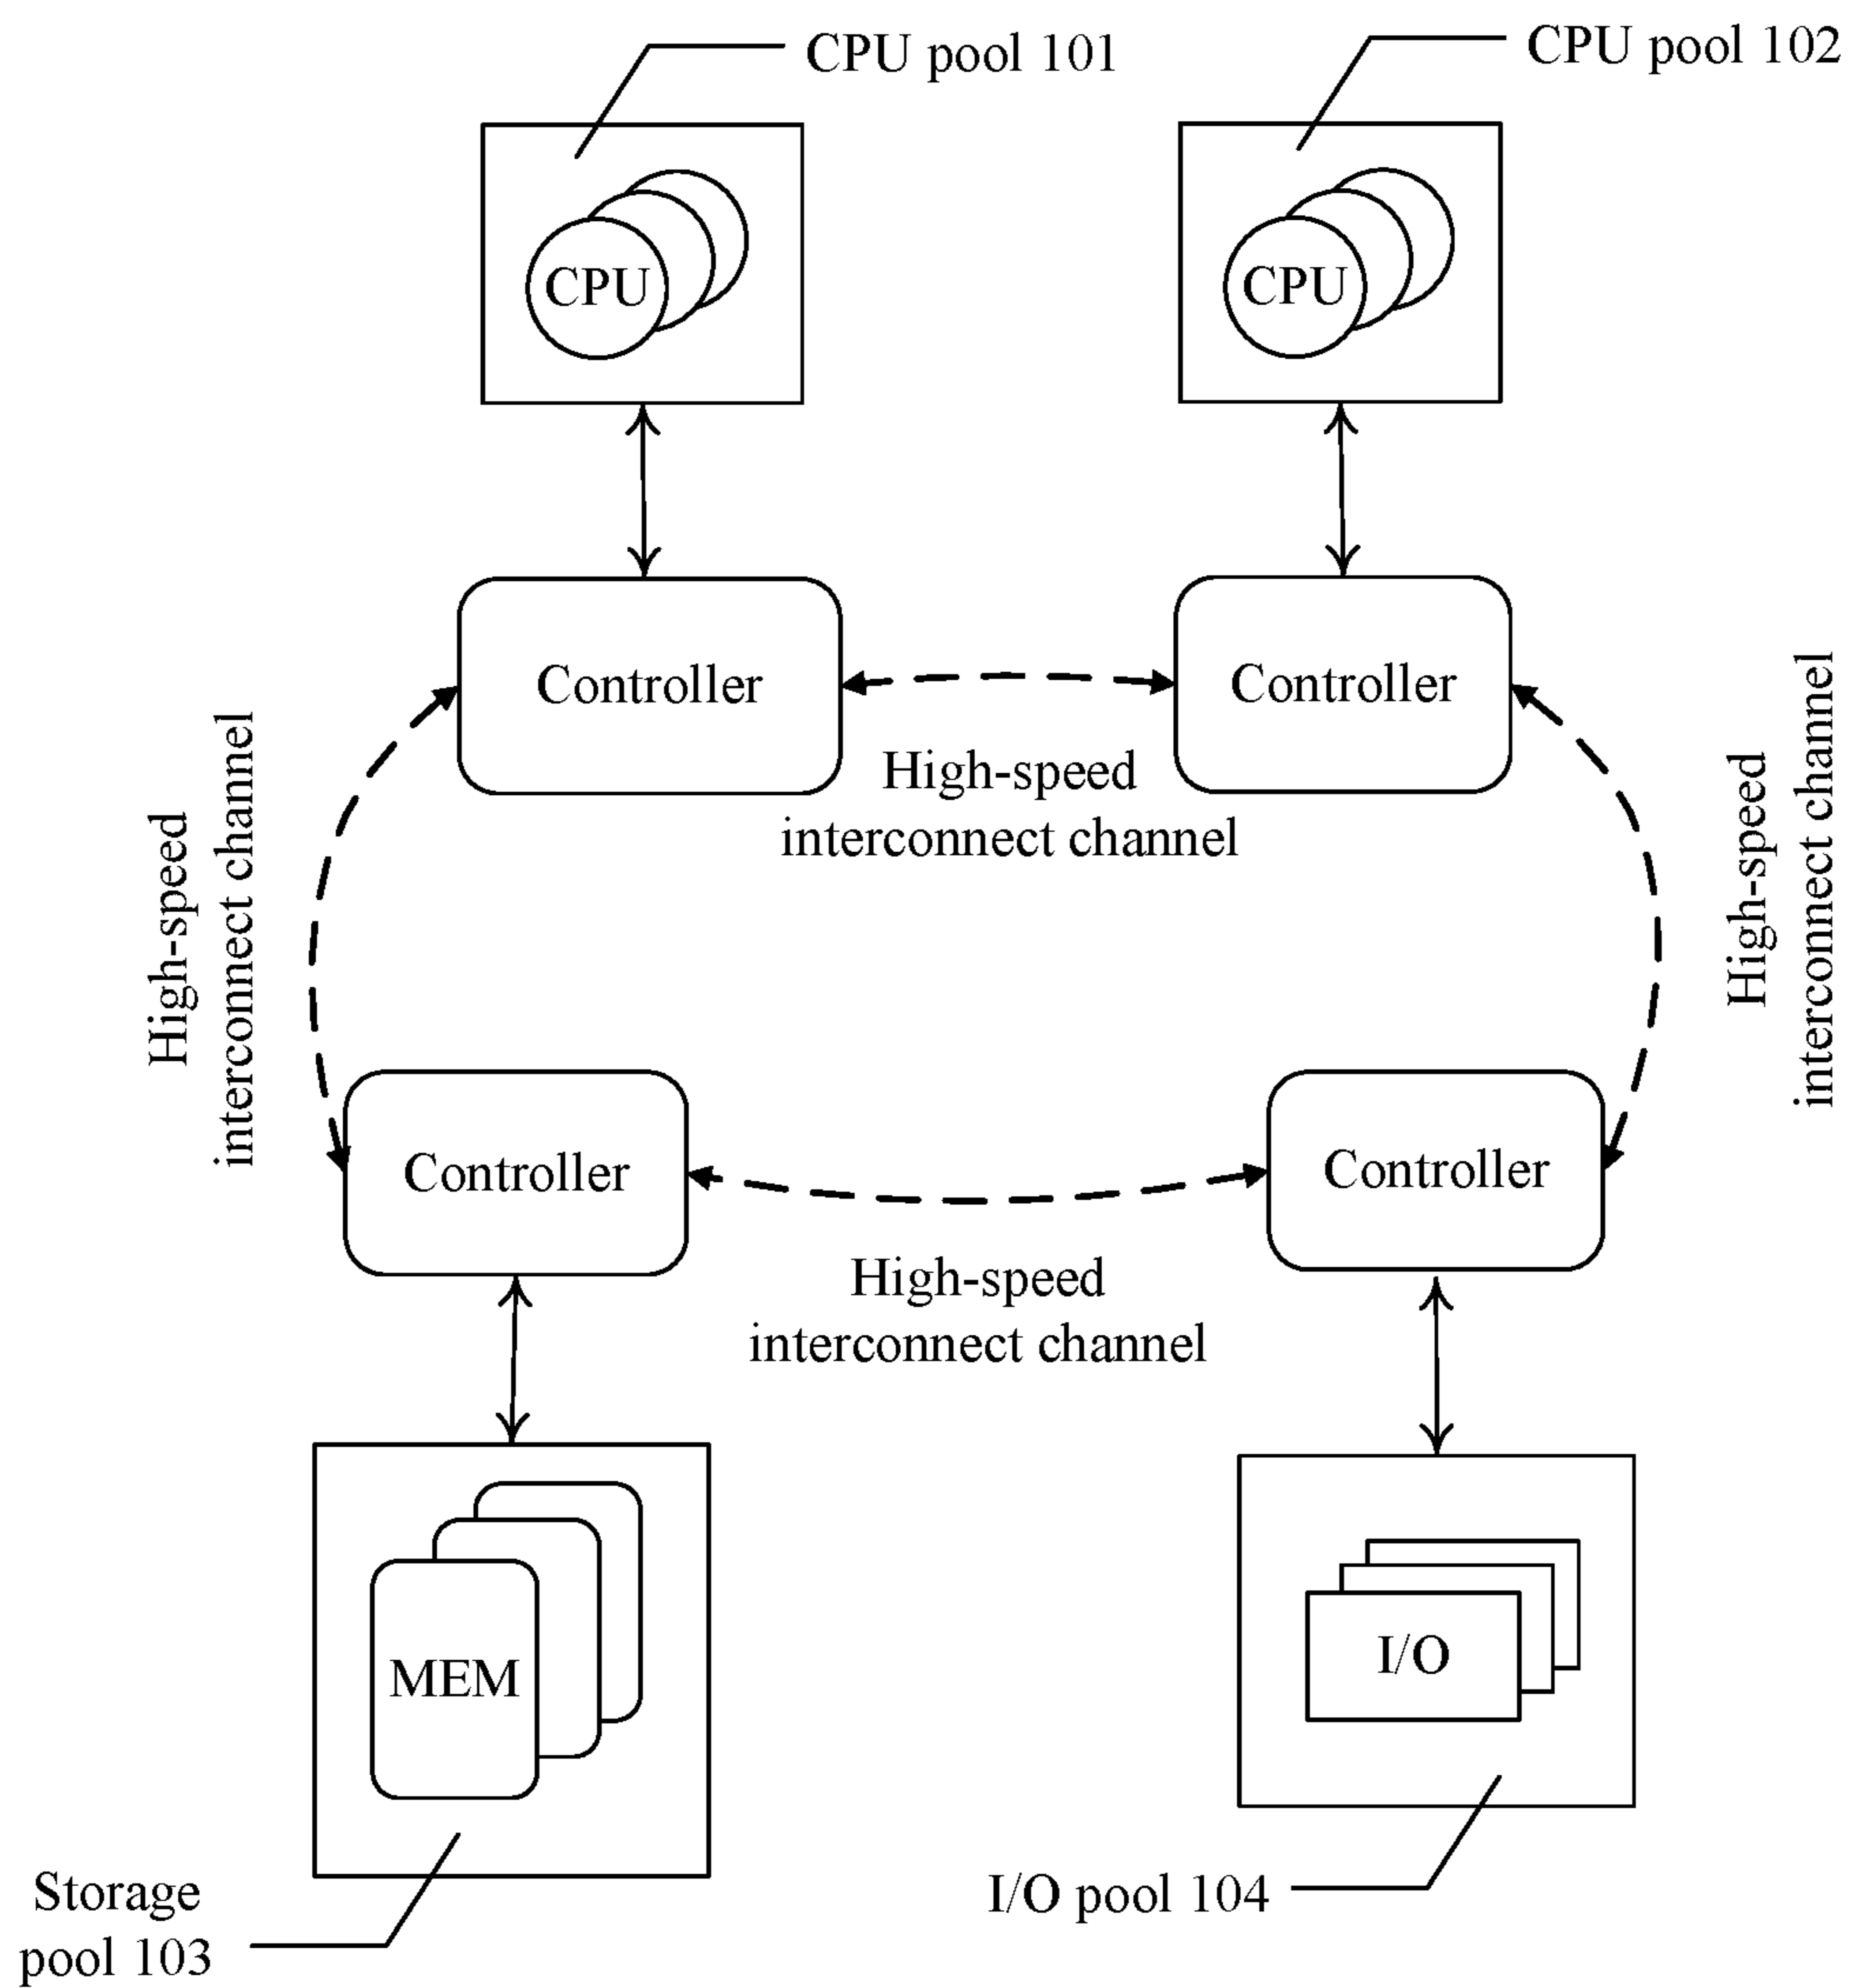 CPU pool 101
CPU pool 102
CPU
CPU
Controller
Controller
High-speed
interconnect channel
High-speed
interconnect channel
High-speed
interconnect channel
Controller
Controller
High-speed
interconnect channel
MEM
I/O
Storage
pool 103
I/O pool 104